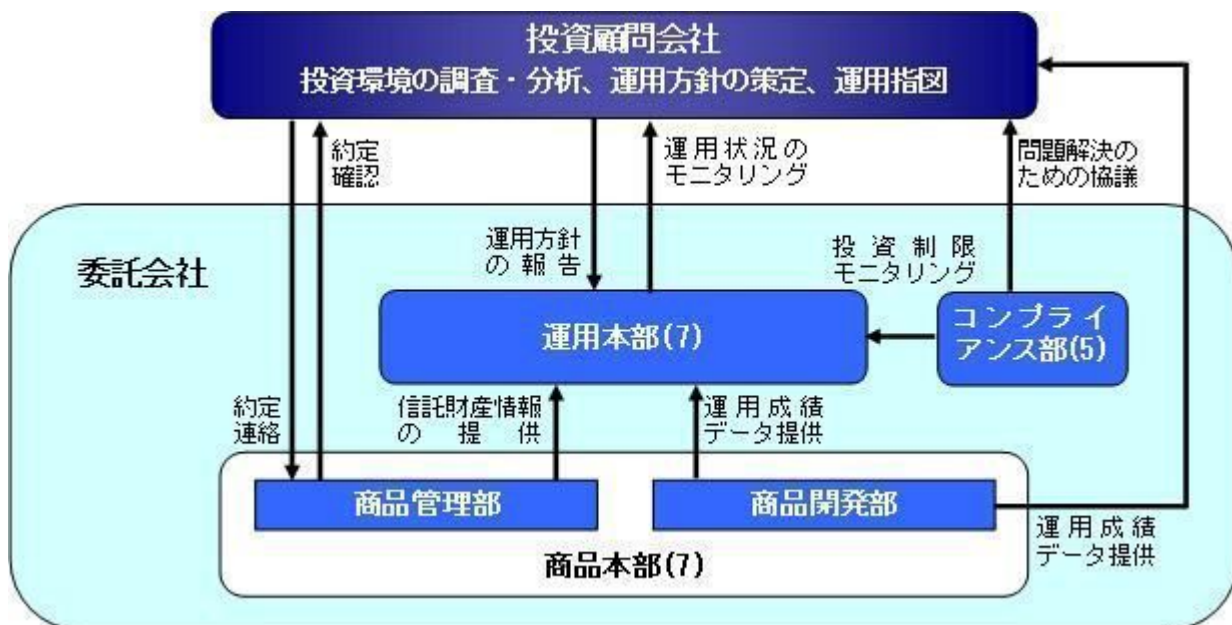 投資顧問会社
投資環境の調査・分析、運用方針の策定、運用指図
約定
確認
運用状況の
モニタリング
問題解決の
ための協議
委託会社
運用方針
の報告
投資制限
モニタリング
運用本部(7)
コンプライ
アンス部(5)
約定
連絡
信託財産情報
の提供
運用成績
データ提供
商品管理部
商品開発部
運用成績
データ提供
商品本部(7)